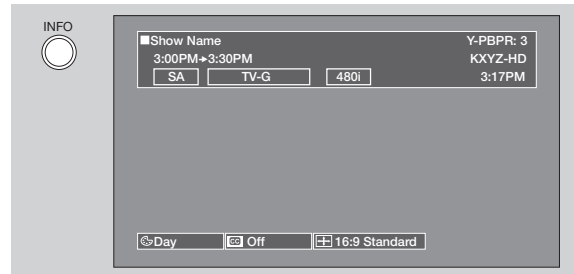 INFO
Show Name Y-PBPR: 3
3:00PM→3:30PM KXYZ-HD
SA TV-G 480i 3:17PM
Day CC Off 16:9 Standard